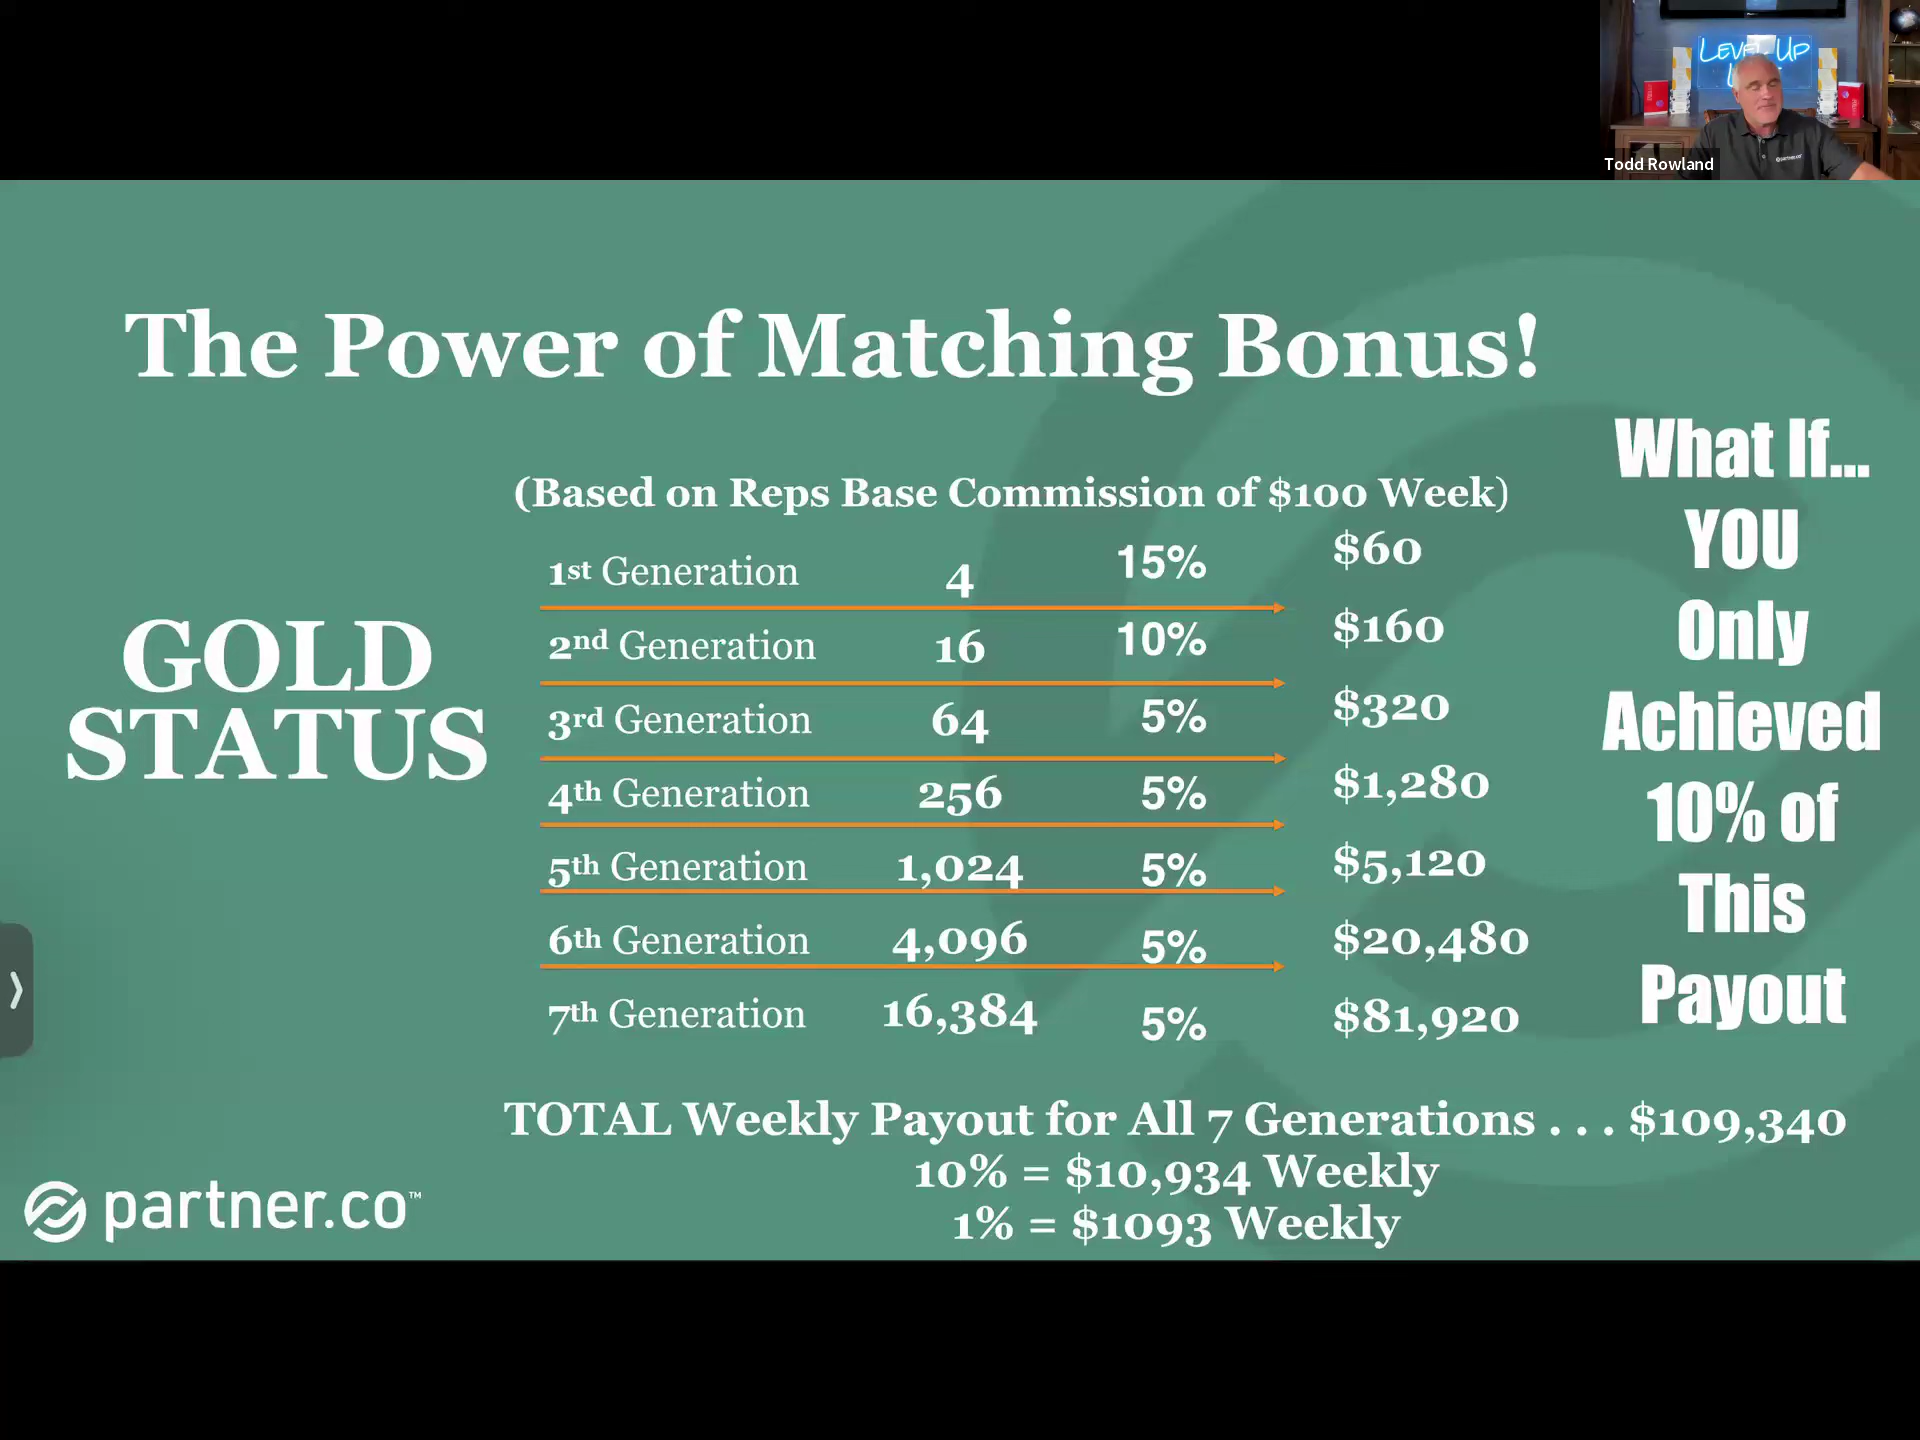 LEVEL UP
Todd Rowland
The Power of Matching Bonus!
(Based on Reps Base Commission of $100 Week)
GOLD
STATUS
1st Generation 4 15% $60
2nd Generation 16 10% $160
3rd Generation 64 5% $320
4th Generation 256 5% $1,280
5th Generation 1,024 5% $5,120
6th Generation 4,096 5% $20,480
7th Generation 16,384 5% $81,920
What If...
YOU
Only
Achieved
10% of
This
Payout
TOTAL Weekly Payout for All 7 Generations . . . $109,340
10% = $10,934 Weekly
1% = $1093 Weekly
partner.co™